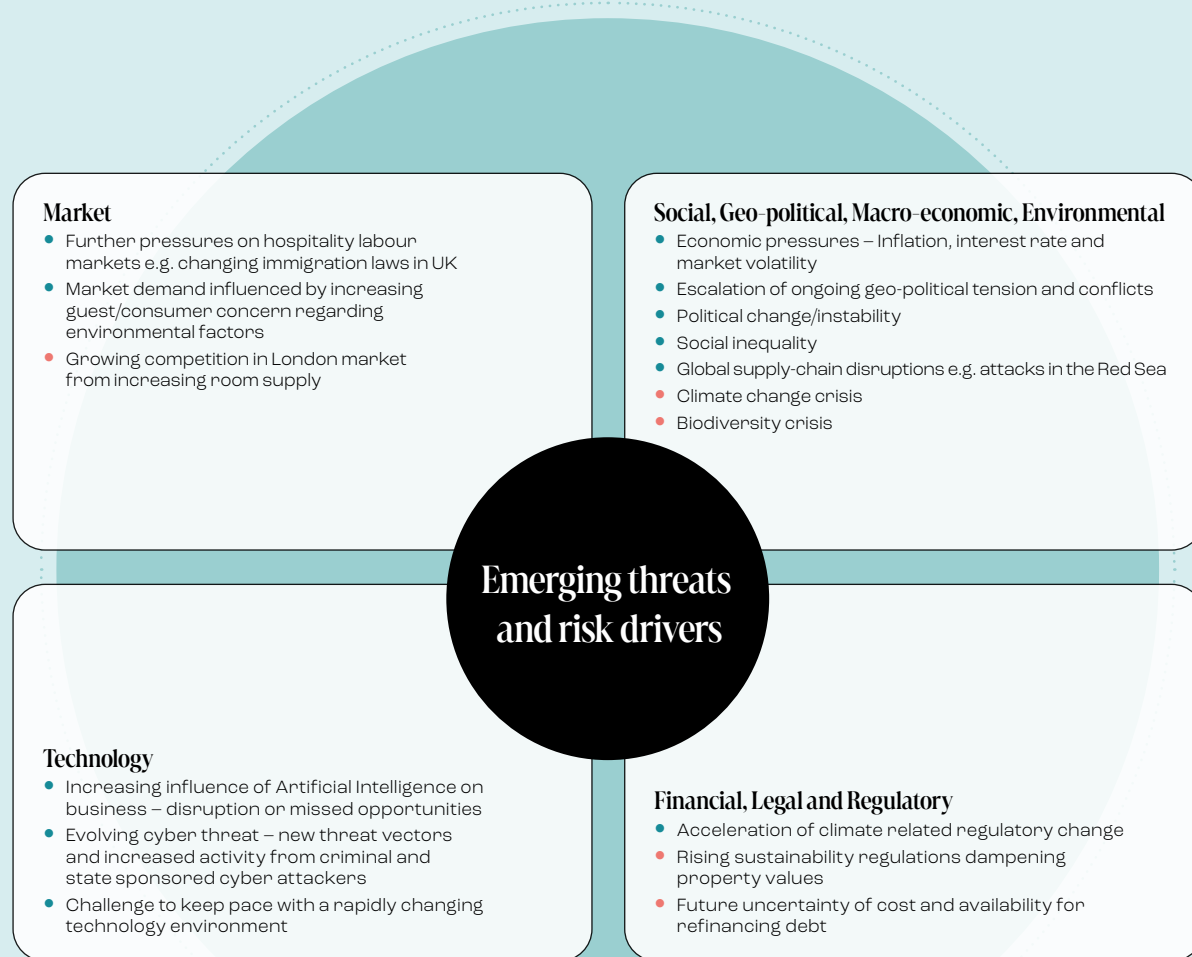 Market
• Further pressures on hospitality labour
markets e.g. changing immigration laws in UK
• Market demand influenced by increasing
guest/consumer concern regarding
environmental factors
• Growing competition in London market
from increasing room supply
Social, Geo-political, Macro-economic, Environmental
• Economic pressures – Inflation, interest rate and
market volatility
• Escalation of ongoing geo-political tension and conflicts
• Political change/instability
• Social inequality
• Global supply-chain disruptions e.g. attacks in the Red Sea
• Climate change crisis
• Biodiversity crisis
Emerging threats
and risk drivers
Technology
• Increasing influence of Artificial Intelligence on
business – disruption or missed opportunities
• Evolving cyber threat – new threat vectors
and increased activity from criminal and
state sponsored cyber attackers
• Challenge to keep pace with a rapidly changing
technology environment
Financial, Legal and Regulatory
• Acceleration of climate related regulatory change
• Rising sustainability regulations dampening
property values
• Future uncertainty of cost and availability for
refinancing debt